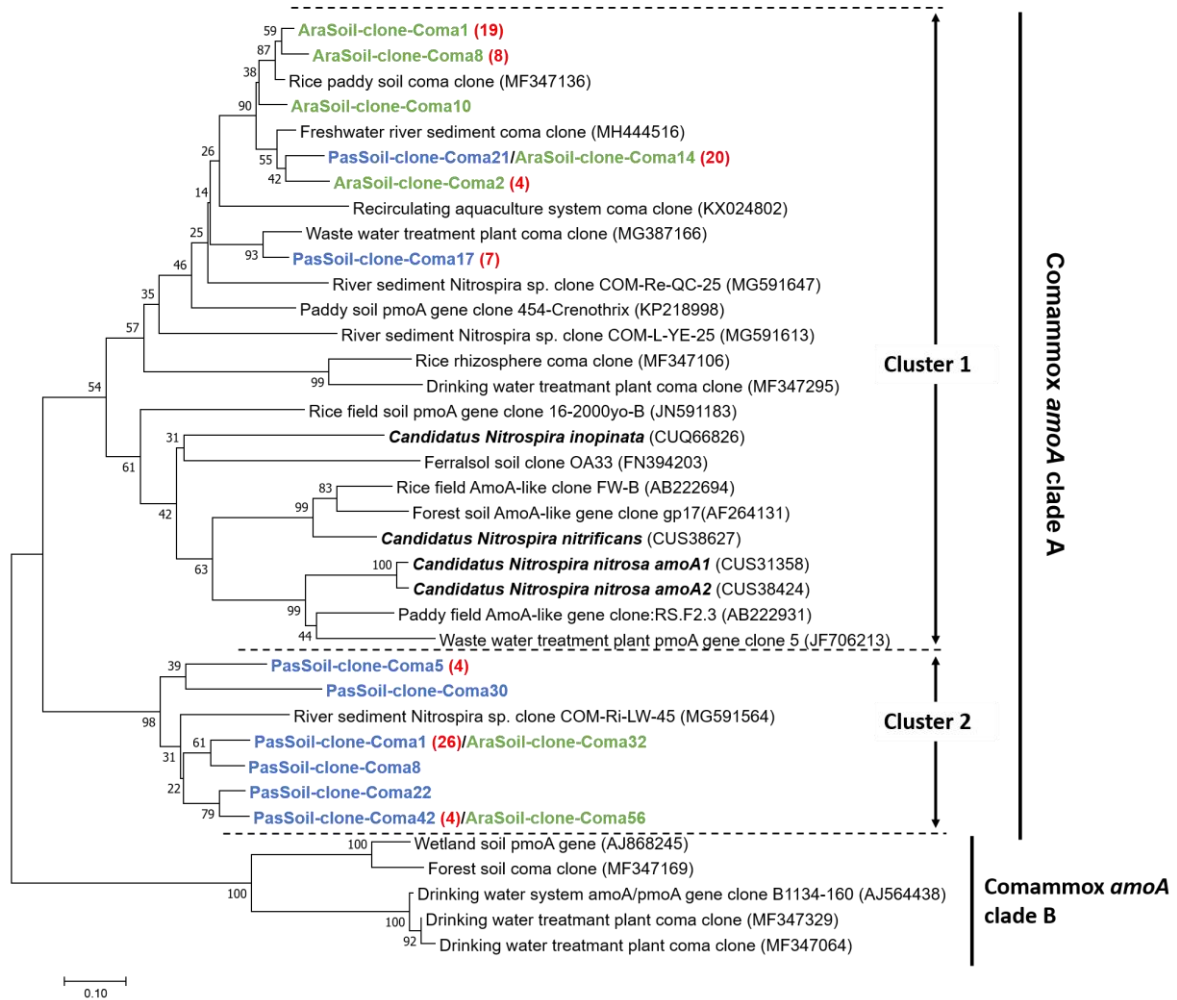 59
AraSoil-clone-Coma1 (19)
87
AraSoil-clone-Coma8 (8)
38
Rice paddy soil coma clone (MF347136)
90
AraSoil-clone-Coma10
Freshwater river sediment coma clone (MH444516)
26
55
PasSoil-clone-Coma21/AraSoil-clone-Coma14 (20)
42
AraSoil-clone-Coma2 (4)
14
Recirculating aquaculture system coma clone (KX024802)
25
Waste water treatment plant coma clone (MG387166)
93
PasSoil-clone-Coma17 (7)
46
River sediment Nitrospira sp. clone COM-Re-QC-25 (MG591647)
35
Paddy soil pmoA gene clone 454-Crenothrix (KP218998)
57
River sediment Nitrospira sp. clone COM-L-YE-25 (MG591613)
Rice rhizosphere coma clone (MF347106)
99
Drinking water treatmant plant coma clone (MF347295)
54
Rice field soil pmoA gene clone 16-2000yo-B (JN591183)
31
Candidatus Nitrospira inopinata (CUQ66826)
61
Ferralsol soil clone OA33 (FN394203)
83
Rice field AmoA-like clone FW-B (AB222694)
42
99
Forest soil AmoA-like gene clone gp17(AF264131)
Candidatus Nitrospira nitrificans (CUS38627)
63
100
Candidatus Nitrospira nitrosa amoA1 (CUS31358)
Candidatus Nitrospira nitrosa amoA2 (CUS38424)
99
Paddy field AmoA-like gene clone:RS.F2.3 (AB222931)
44
Waste water treatment plant pmoA gene clone 5 (JF706213)
Cluster 1
39
PasSoil-clone-Coma5 (4)
PasSoil-clone-Coma30
98
River sediment Nitrospira sp. clone COM-Ri-LW-45 (MG591564)
31
61
PasSoil-clone-Coma1 (26)/AraSoil-clone-Coma32
PasSoil-clone-Coma8
22
PasSoil-clone-Coma22
79
PasSoil-clone-Coma42 (4)/AraSoil-clone-Coma56
Cluster 2
Comammox amoA clade A
100
Wetland soil pmoA gene (AJ868245)
Forest soil coma clone (MF347169)
100
Drinking water system amoA/pmoA gene clone B1134-160 (AJ564438)
100
Drinking water treatmant plant coma clone (MF347329)
92
Drinking water treatmant plant coma clone (MF347064)
Comammox amoA
clade B
0.10